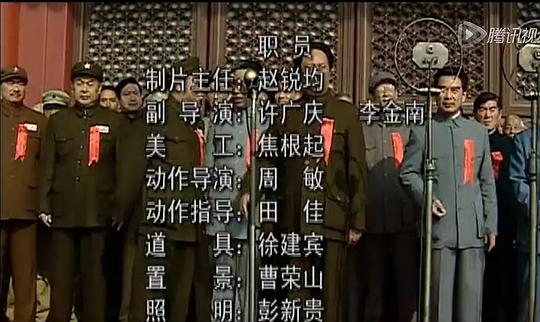 腾讯视
职员
制片主任：赵锐均
副导演：许广庆 李金南
美工：焦根起
动作导演：周敏
动作指导：田佳
道具：徐建宾
置景：曹荣山
照明：彭新贵